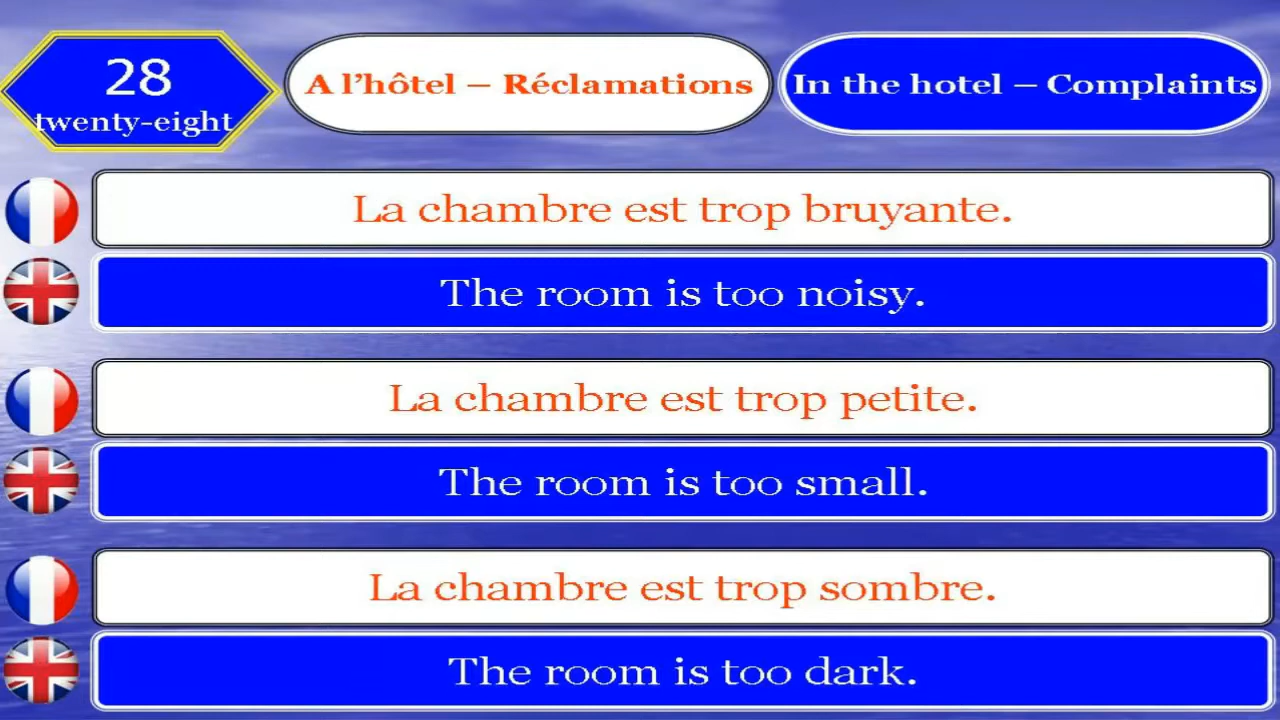 28
twenty-eight
A l'hôtel – Réclamations
In the hotel – Complaints
La chambre est trop bruyante.
The room is too noisy.
La chambre est trop petite.
The room is too small.
La chambre est trop sombre.
The room is too dark.